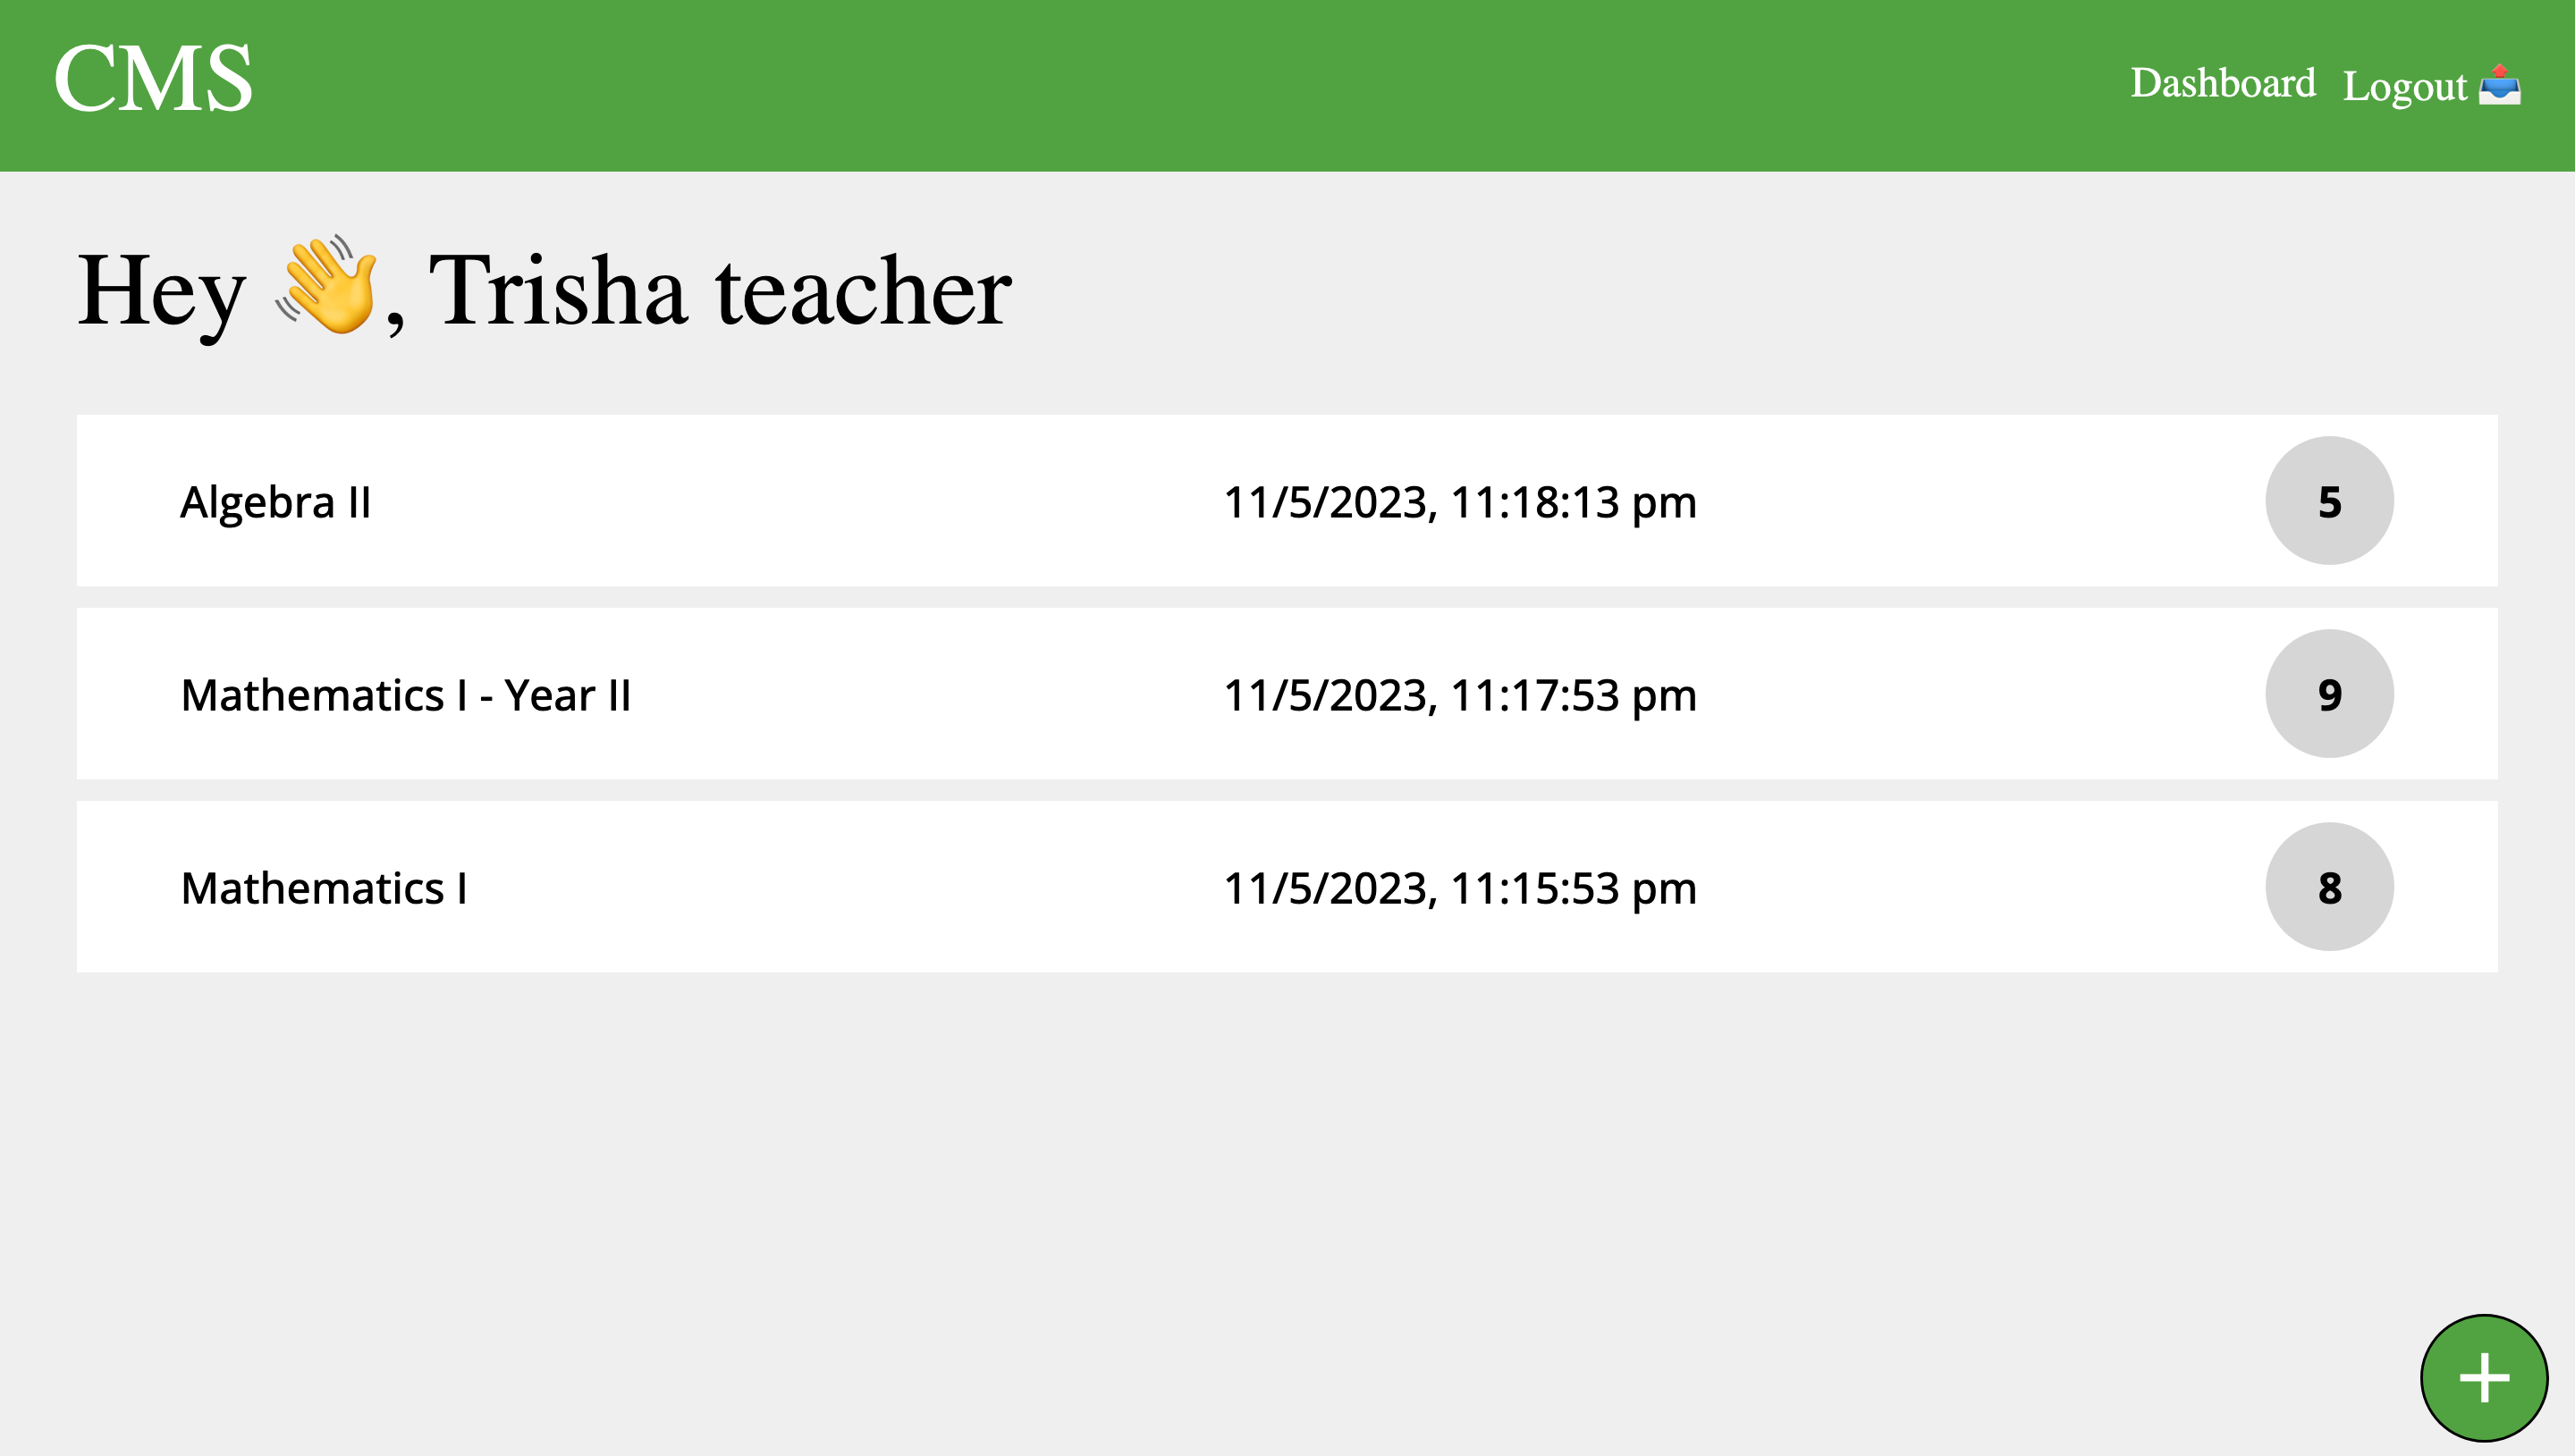 CMS
Dashboard Logout 📤
Hey 👋, Trisha teacher
Algebra II 11/5/2023, 11:18:13 pm 5
Mathematics I - Year II 11/5/2023, 11:17:53 pm 9
Mathematics I 11/5/2023, 11:15:53 pm 8
+